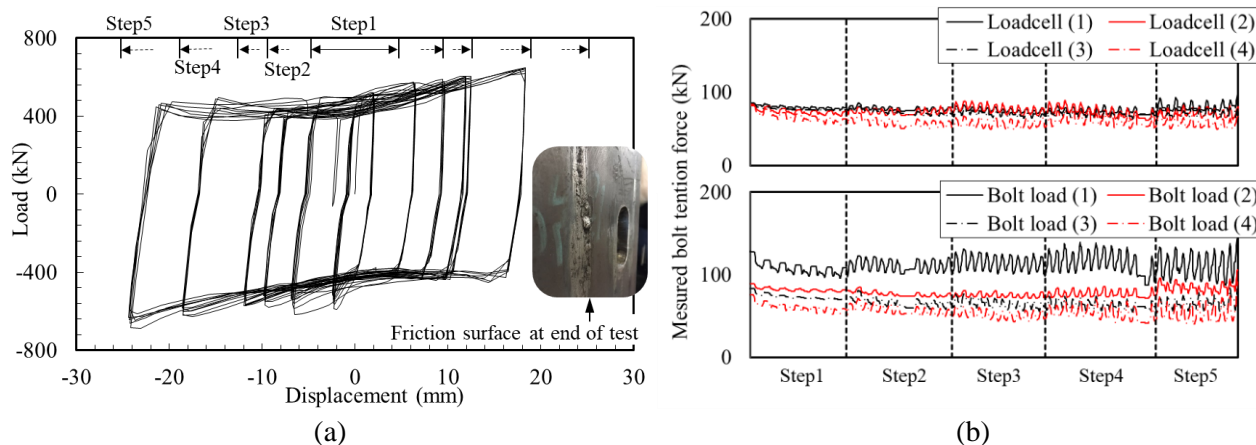 Step5
Step3
Step1
Step4
Step2
800
400
0
-400
-800
Load (kN)
-30
-20
-10
0
10
20
30
Displacement (mm)
Friction surface at end of test
(a)
Mesured bolt tention force (kN)
200
100
0
Loadcell (1)
Loadcell (2)
Loadcell (3)
Loadcell (4)
200
100
0
Bolt load (1)
Bolt load (2)
Bolt load (3)
Bolt load (4)
Step1
Step2
Step3
Step4
Step5
(b)